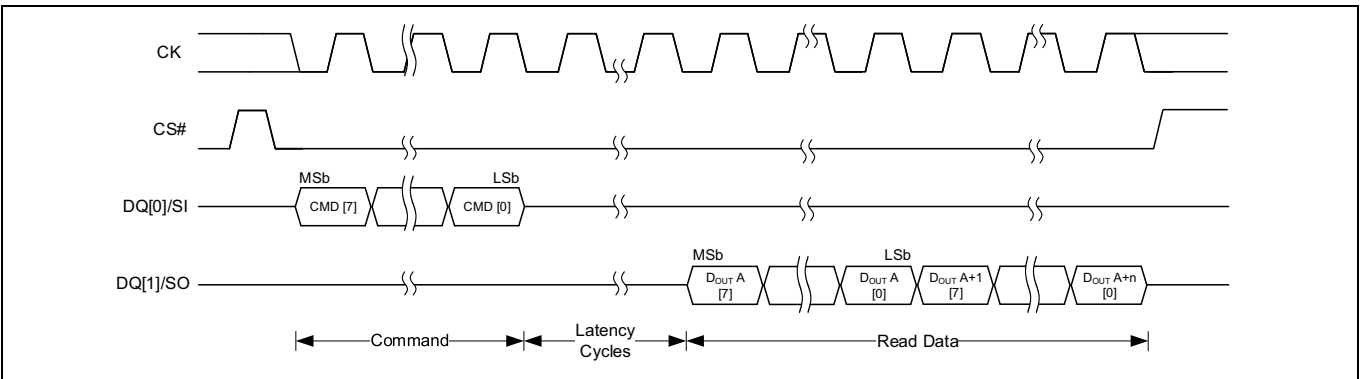 CK
CS#
MSb LSb
DQ[0]/SI CMD [7] CMD [0]
MSb LSb
DQ[1]/SO DOUT A [7] DOUT A [0] DOUT A+1 [7] DOUT A+n [0]
Command Latency Cycles Read Data